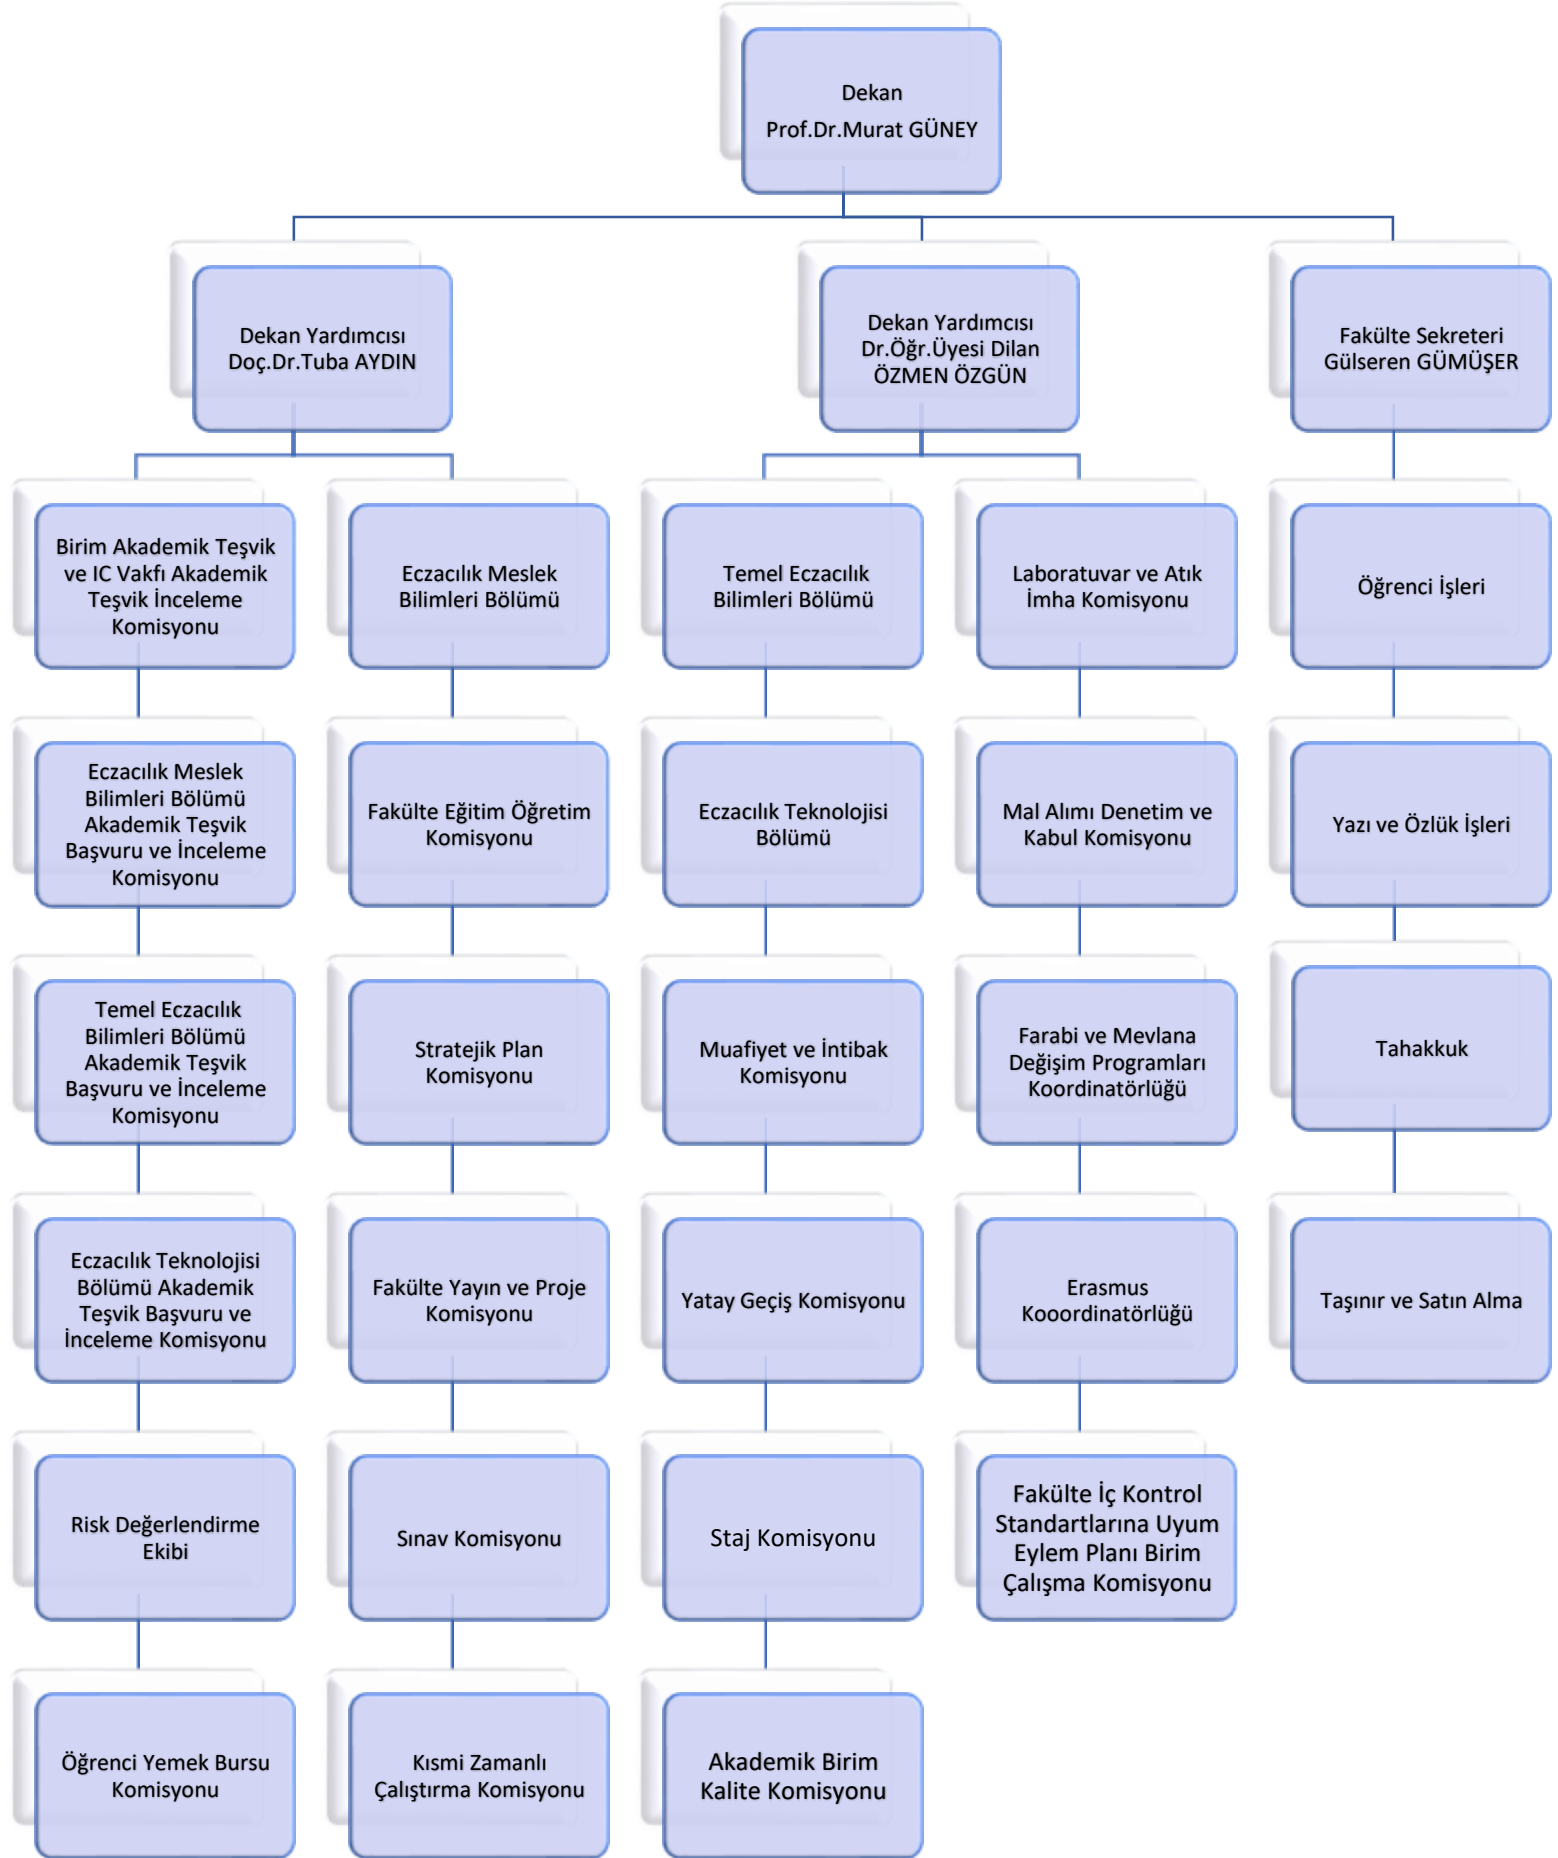 Dekan
Prof.Dr.Murat GÜNEY
Dekan Yardımcısı
Doç.Dr.Tuba AYDIN
Dekan Yardımcısı
Dr.Öğr.Üyesi Dilan
ÖZMEN ÖZGÜN
Fakülte Sekreteri
Gülseren GÜMÜŞER
Birim Akademik Teşvik
ve IC Vakfı Akademik
Teşvik İnceleme
Komisyonu
Eczacılık Meslek
Bilimleri Bölümü
Temel Eczacılık
Bilimleri Bölümü
Laboratuvar ve Atık
İmha Komisyonu
Öğrenci İşleri
Eczacılık Meslek
Bilimleri Bölümü
Akademik Teşvik
Başvuru ve İnceleme
Komisyonu
Fakülte Eğitim Öğretim
Komisyonu
Eczacılık Teknolojisi
Bölümü
Mal Alımı Denetim ve
Kabul Komisyonu
Yazı ve Özlük İşleri
Temel Eczacılık
Bilimleri Bölümü
Akademik Teşvik
Başvuru ve İnceleme
Komisyonu
Stratejik Plan
Komisyonu
Muafiyet ve İntibak
Komisyonu
Farabi ve Mevlana
Değişim Programları
Koordinatörlüğü
Tahakkuk
Eczacılık Teknolojisi
Bölümü Akademik
Teşvik Başvuru ve
İnceleme Komisyonu
Fakülte Yayın ve Proje
Komisyonu
Yatay Geçiş Komisyonu
Erasmus
Kooordinatörlüğü
Taşınır ve Satın Alma
Risk Değerlendirme
Ekibi
Sınav Komisyonu
Staj Komisyonu
Fakülte İç Kontrol
Standartlarına Uyum
Eylem Planı Birim
Çalışma Komisyonu
Öğrenci Yemek Bursu
Komisyonu
Kısmi Zamanlı
Çalıştırma Komisyonu
Akademik Birim
Kalite Komisyonu